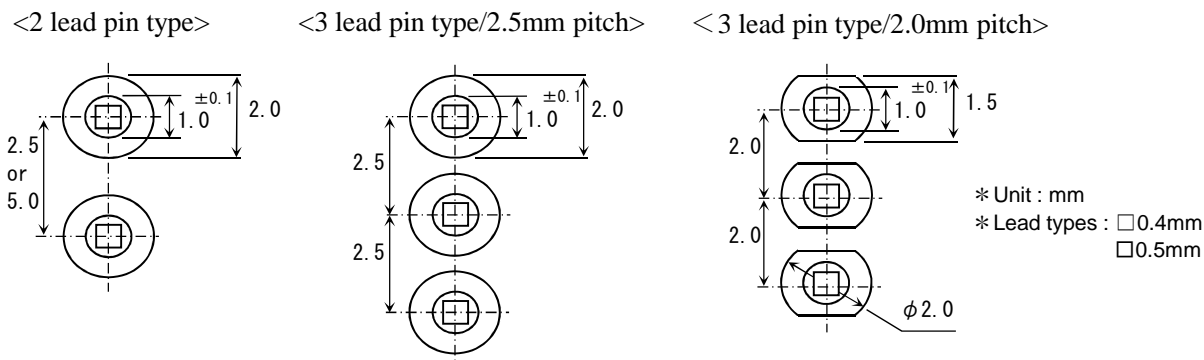 <2 lead pin type>
<3 lead pin type/2.5mm pitch>
＜3 lead pin type/2.0mm pitch>
±0.1
1.0
2.0
2.5
or
5.0
±0.1
1.0
2.0
2.5
2.5
±0.1
1.0
1.5
2.0
2.0
φ2.0
＊Unit : mm
＊Lead types : □0.4mm
□0.5mm